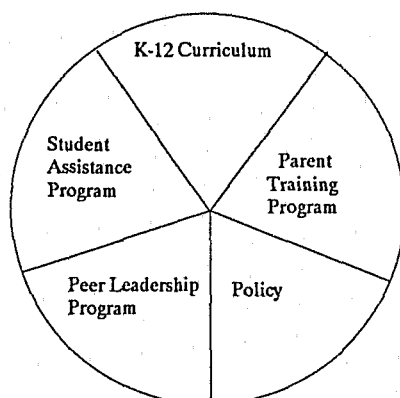 K-12 Curriculum
Student
Assistance
Program
Parent
Training
Program
Peer Leadership
Program
Policy